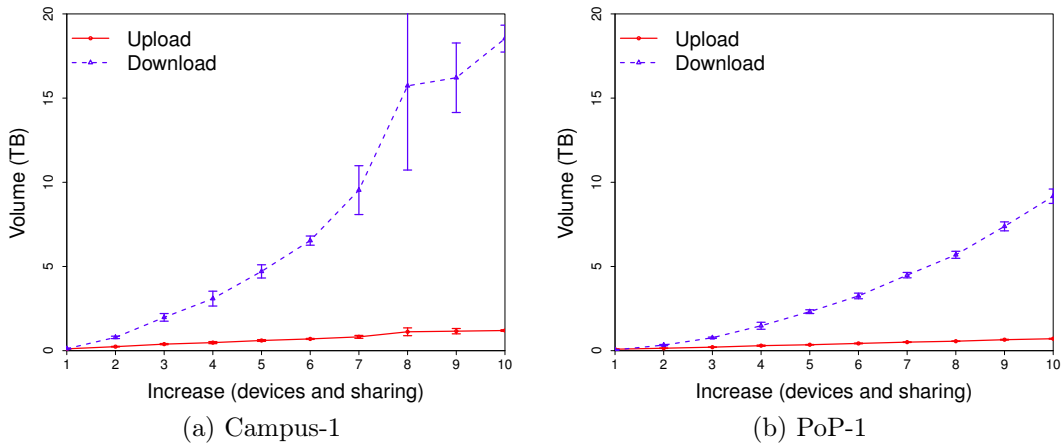 Upload
Download
Volume (TB)
0 5 10 15 20
1 2 3 4 5 6 7 8 9 10
Increase (devices and sharing)
(a) Campus-1
Upload
Download
Volume (TB)
0 5 10 15 20
1 2 3 4 5 6 7 8 9 10
Increase (devices and sharing)
(b) PoP-1